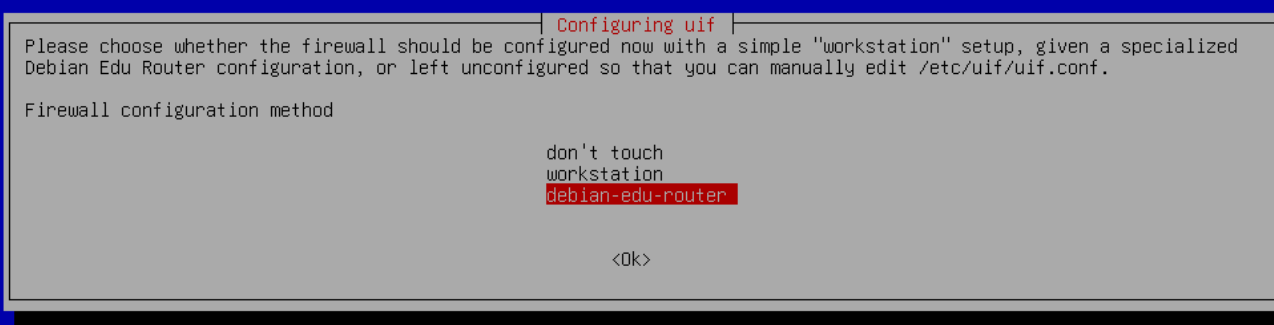 Configuring uif
Please choose whether the firewall should be configured now with a simple "workstation" setup, given a specialized
Debian Edu Router configuration, or left unconfigured so that you can manually edit /etc/uif/uif.conf.
Firewall configuration method
don't touch
workstation
debian-edu-router
<Ok>